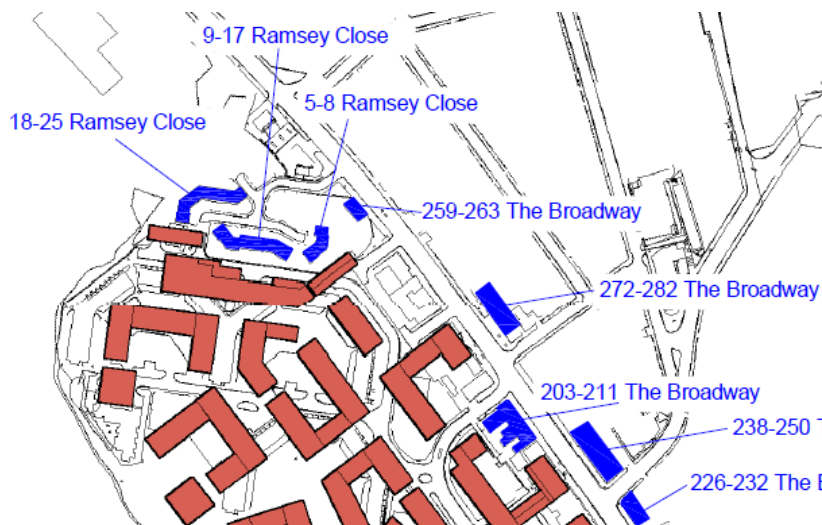 9-17 Ramsey Close
5-8 Ramsey Close
18-25 Ramsey Close
259-263 The Broadway
272-282 The Broadway
203-211 The Broadway
238-250 T
226-232 The B